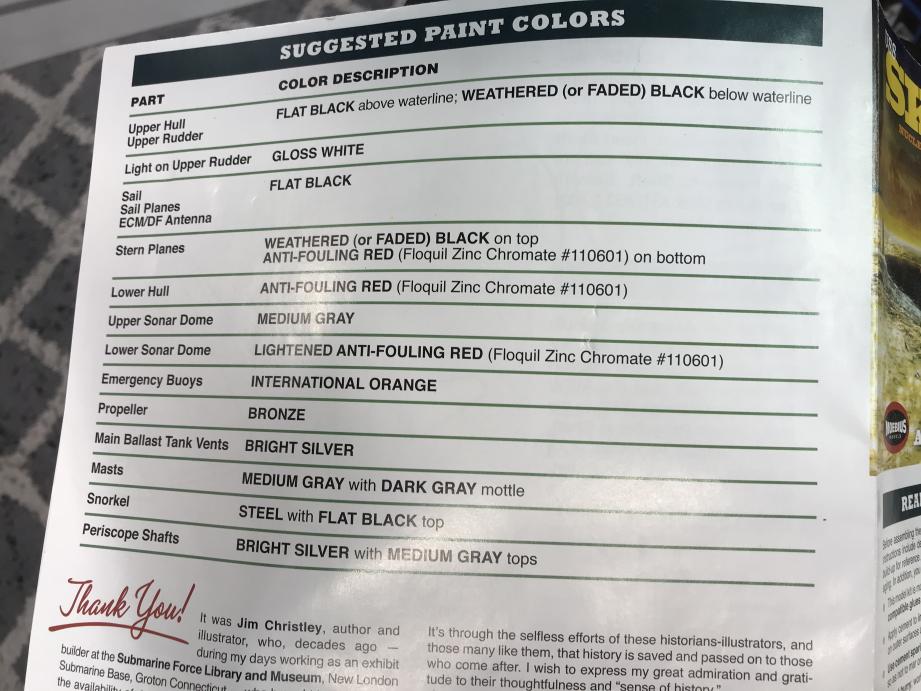 SUGGESTED PAINT COLORS
PART COLOR DESCRIPTION
Upper Hull FLAT BLACK above waterline; WEATHERED (or FADED) BLACK below waterline
Upper Rudder
Light on Upper Rudder GLOSS WHITE
Sail FLAT BLACK
Sail Planes
ECM/DF Antenna
Stern Planes WEATHERED (or FADED) BLACK on top
ANTI-FOULING RED (Floquil Zinc Chromate #110601) on bottom
Lower Hull ANTI-FOULING RED (Floquil Zinc Chromate #110601)
Upper Sonar Dome MEDIUM GRAY
Lower Sonar Dome LIGHTENED ANTI-FOULING RED (Floquil Zinc Chromate #110601)
Emergency Buoys INTERNATIONAL ORANGE
Propeller BRONZE
Main Ballast Tank Vents BRIGHT SILVER
Masts MEDIUM GRAY with DARK GRAY mottle
Snorkel STEEL with FLAT BLACK top
Periscope Shafts BRIGHT SILVER with MEDIUM GRAY tops
Thank You!
It was Jim Christley, author and
illustrator, who, decades ago —
during my days working as an exhibit
builder at the Submarine Force Library and Museum, New London
Submarine Base, Groton Connecticut
the availability of
It's through the selfless efforts of these historians-illustrators, and
those many like them, that history is saved and passed on to those
who come after. I wish to express my great admiration and grati-
tude to their thoughtfulness and "sense of history."
MOEBIUS
MODELS